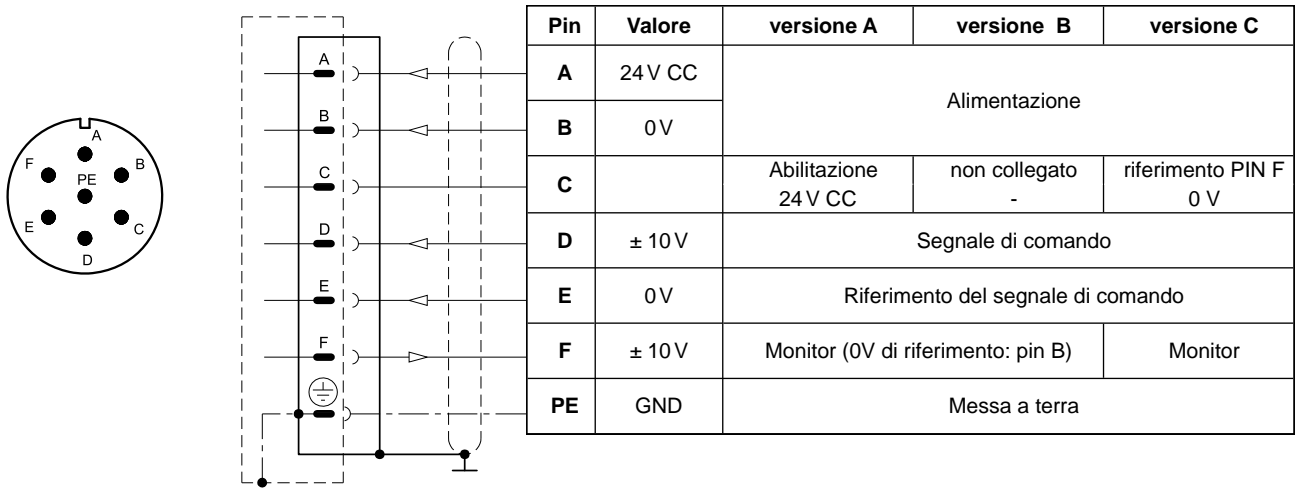 A
F
B
PE
E
C
D
A
B
C
D
E
F
Pin Valore versione A versione B versione C
A 24 V CC Alimentazione
B 0 V
C Abilitazione non collegato riferimento PIN F
24 V CC - 0 V
D ± 10 V Segnale di comando
E 0 V Riferimento del segnale di comando
F ± 10 V Monitor (0V di riferimento: pin B) Monitor
PE GND Messa a terra